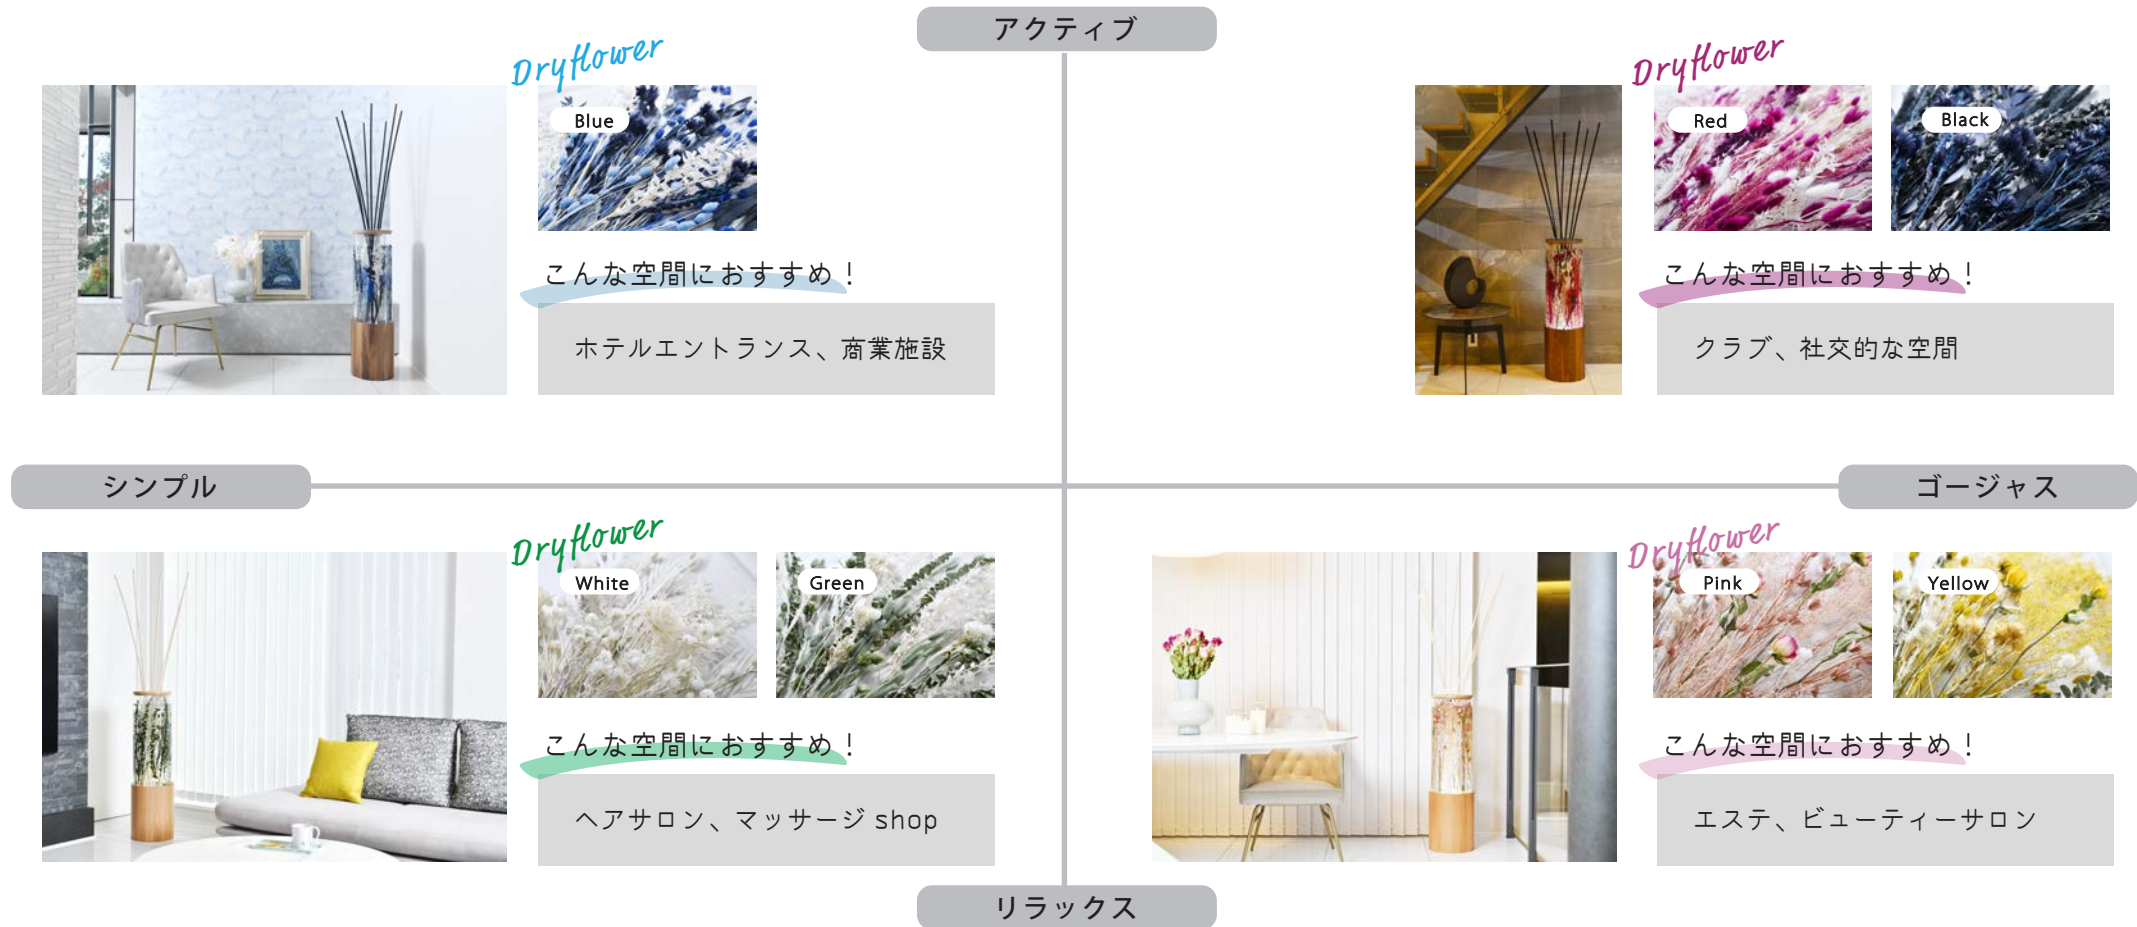 アクティブ
Dryflower
Blue
こんな空間におすすめ！
ホテルエントランス、商業施設
Dryflower
Red
Black
こんな空間におすすめ！
クラブ、社交的な空間
シンプル
ゴージャス
Dryflower
White
Green
こんな空間におすすめ！
ヘアサロン、マッサージ shop
Dryflower
Pink
Yellow
こんな空間におすすめ！
エステ、ビューティーサロン
リラックス